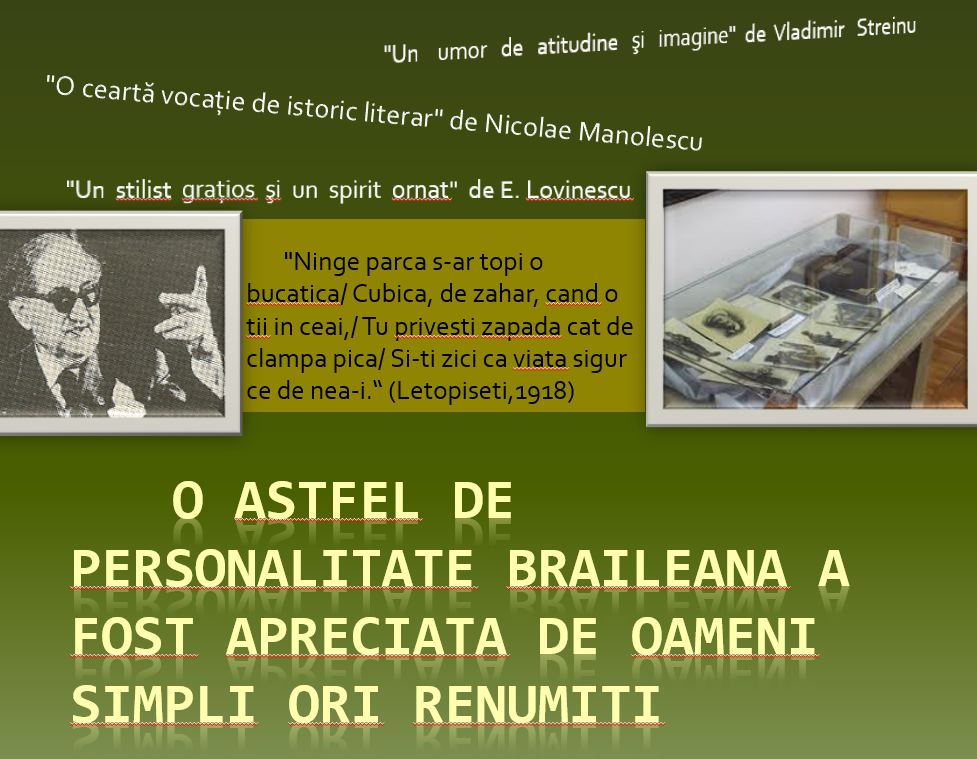 "Un umor de atitudine şi imagine" de Vladimir Streinu
"O ceartă vocație de istoric literar" de Nicolae Manolescu
"Un stilist grațios şi un spirit ornat" de E. Lovinescu
"Ninge parca s-ar topi o
bucatica/ Cubica, de zahar, cand o
tii in ceai,/ Tu privesti zapada cat de
clampa pica/ Si-ti zici ca viata sigur
ce de nea-i.“ (Letopiseti,1918)
O ASTFEL DE
PERSONALITATE BRAILEANA A
FOST APRECIATA DE OAMENI
SIMPLI ORI RENUMITI